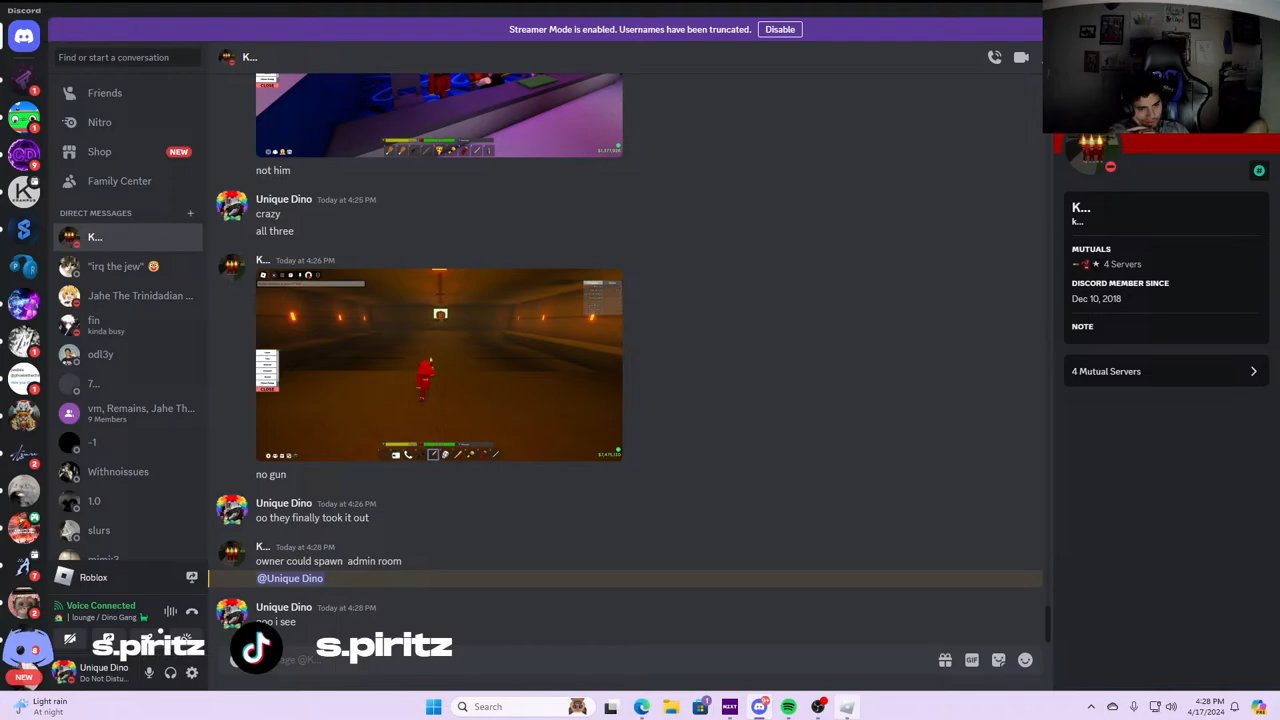 Discord
Streamer Mode is enabled. Usernames have been truncated.
Disable
Find or start a conversation
K...
Friends
Nitro
Shop
NEW
Family Center
DIRECT MESSAGES
K...
"irq the jew"
Jahe The Trinidadian ...
fin
kinda busy
odl3y
7...
vm, Remains, Jahe Th...
9 Members
-1
Withnoissues
1.0
slurs
Roblox
Voice Connected
lounge / Dino Gang
s.piritz
Unique Dino
Do Not Distu...
NEW
CLOSE
not him
Unique Dino Today at 4:25 PM
crazy
all three
K... Today at 4:26 PM
no gun
Unique Dino Today at 4:26 PM
oo they finally took it out
K... Today at 4:28 PM
owner could spawn admin room
@Unique Dino
Unique Dino Today at 4:28 PM
s.piritz
GIF
K...
k...
MUTUALS
4 Servers
DISCORD MEMBER SINCE
Dec 10, 2018
NOTE
4 Mutual Servers
Light rain
At night
Search
4:28 PM
4/17/2024